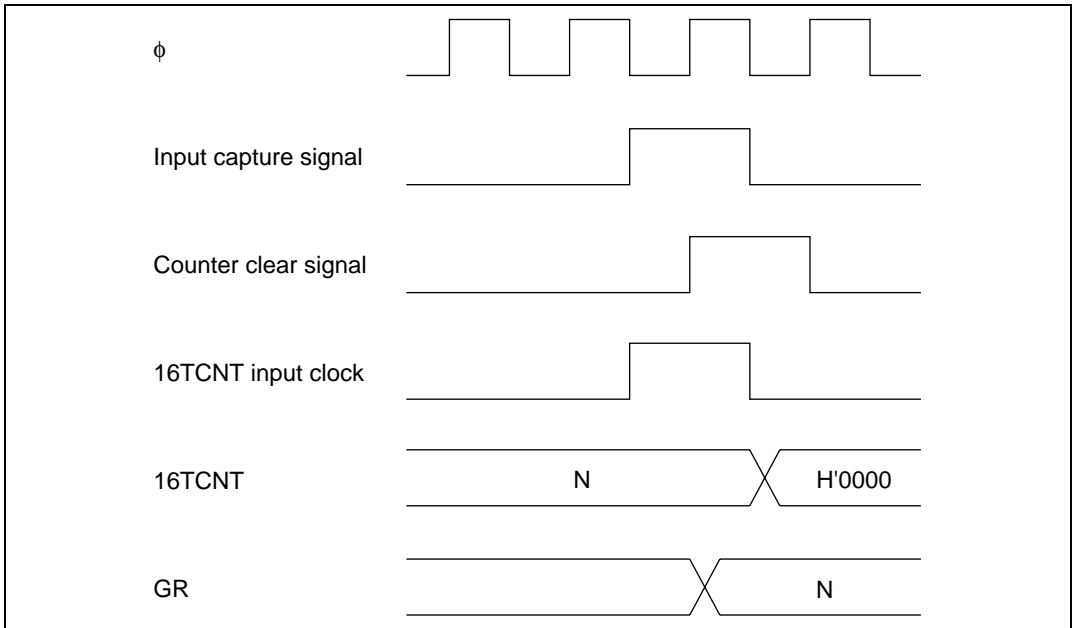 ϕ
Input capture signal
Counter clear signal
16TCNT input clock
16TCNT N H'0000
GR N